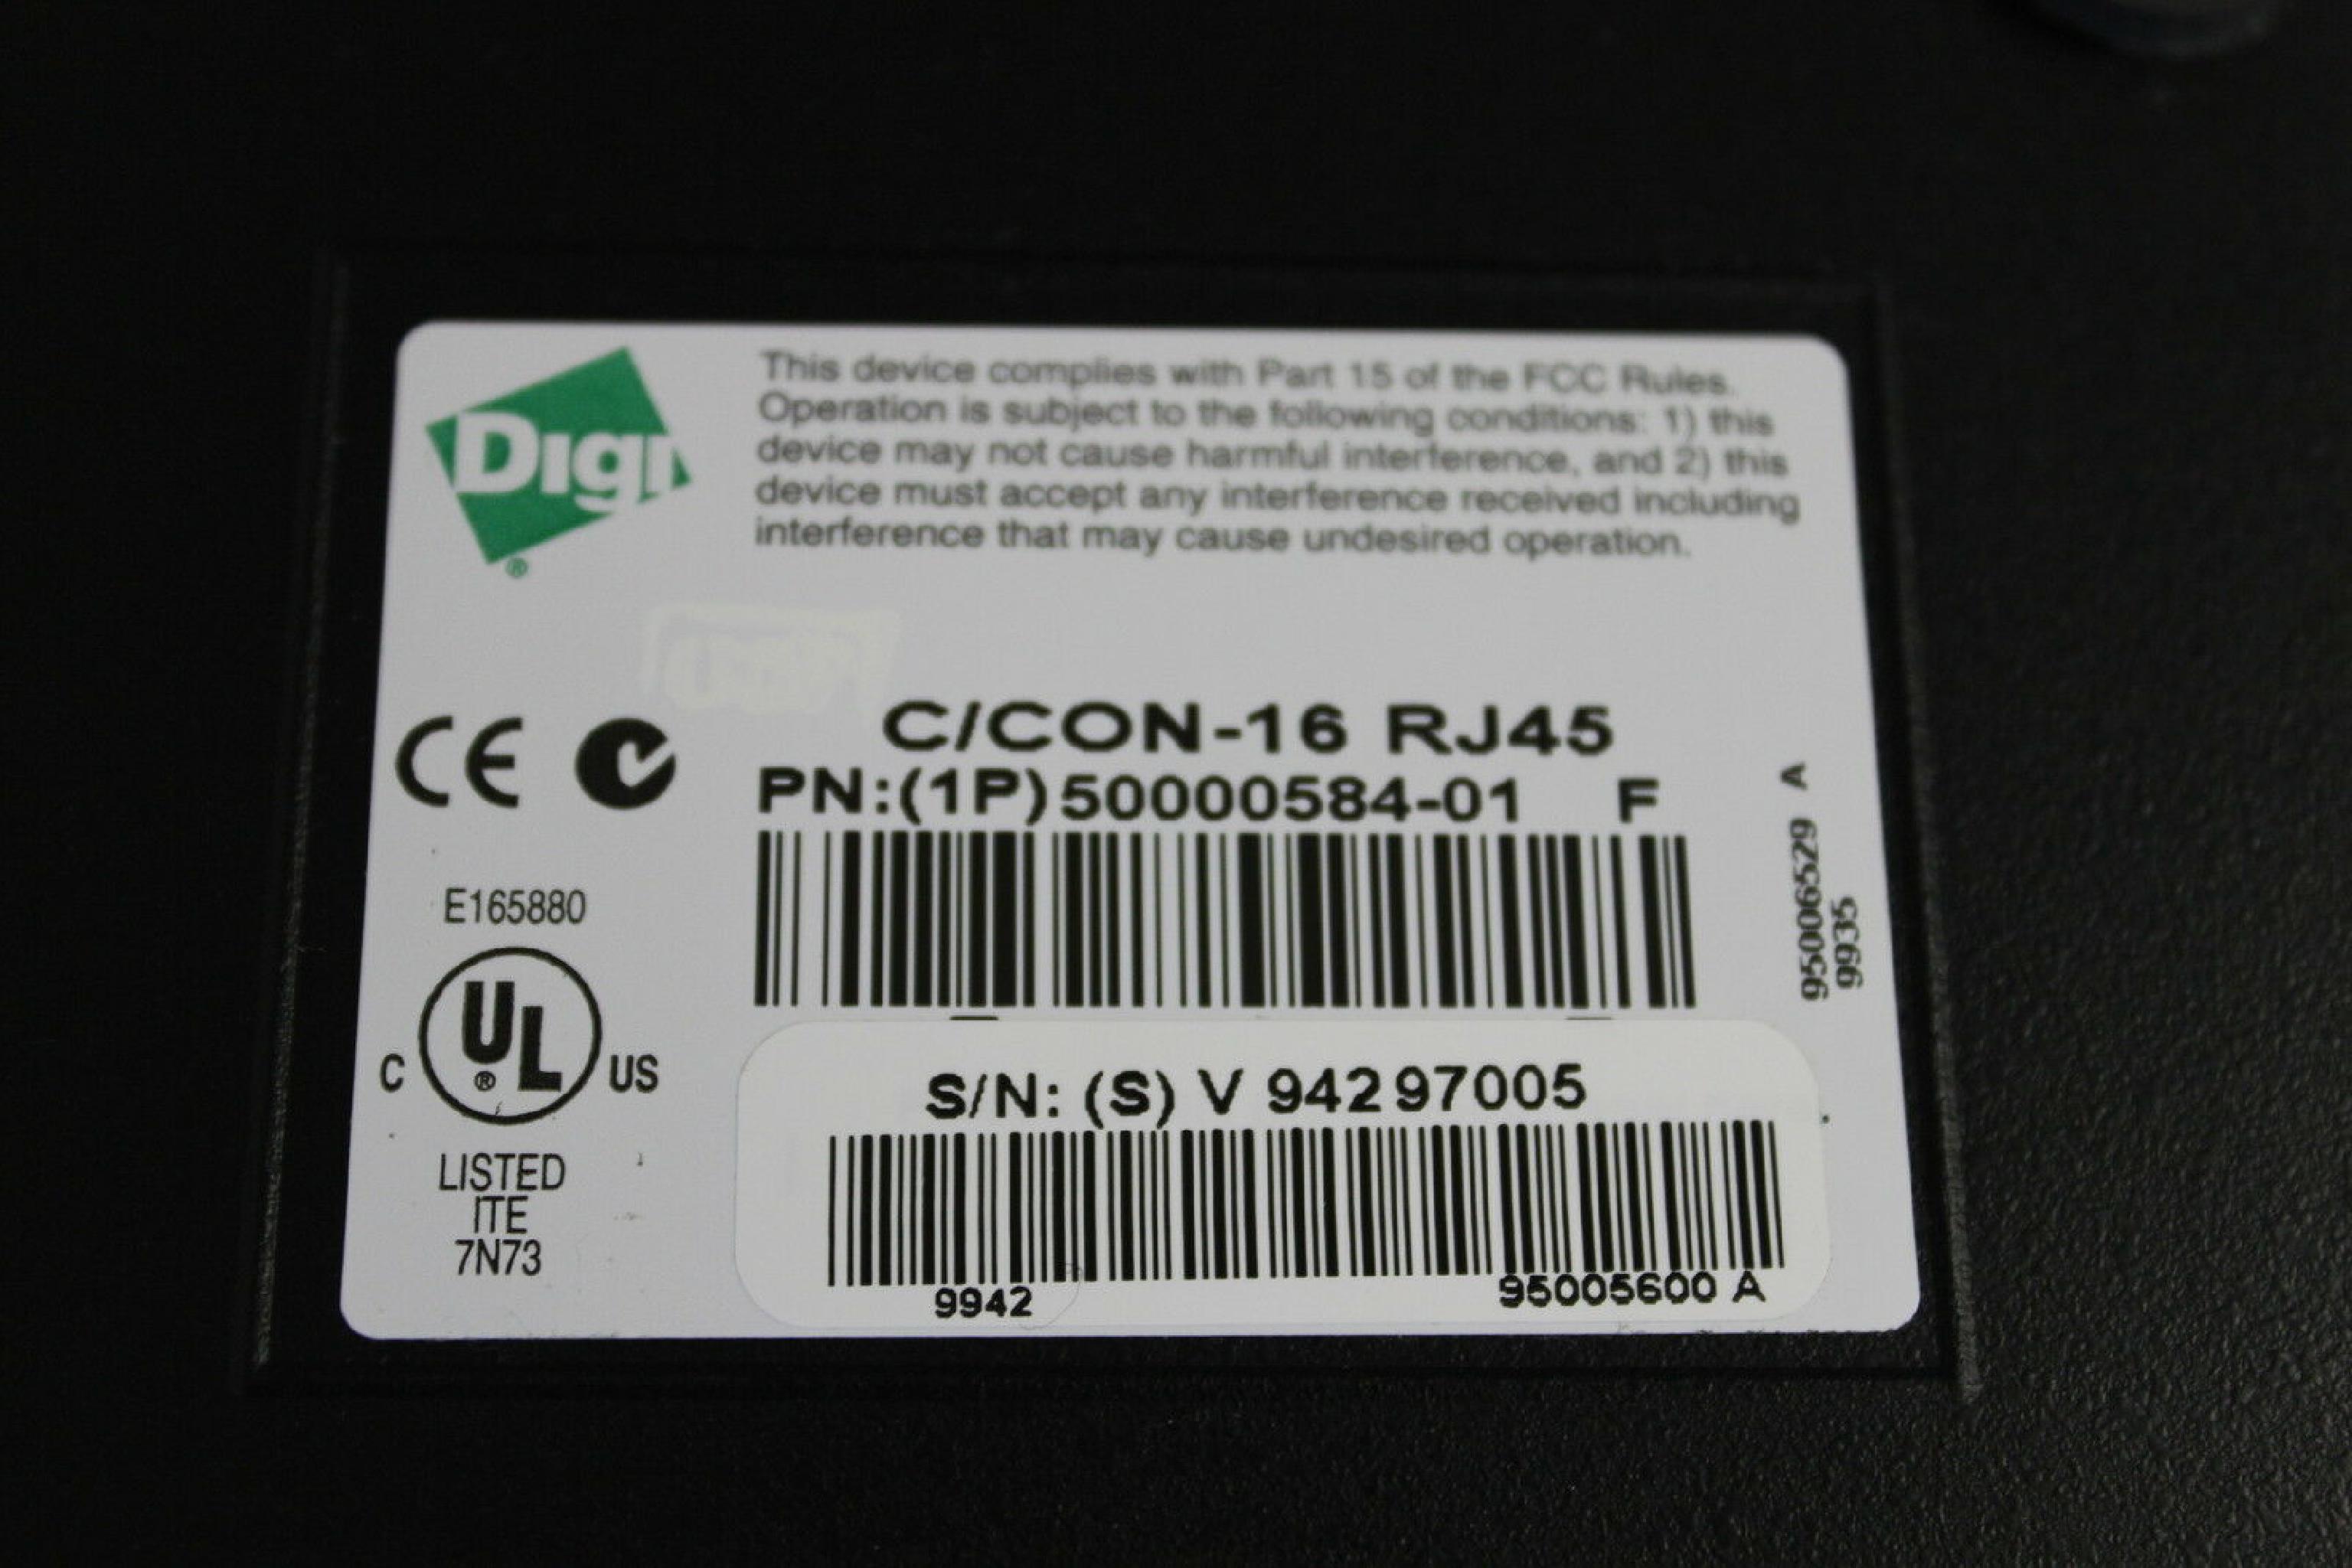 Digi
®
This device complies with Part 15 of the FCC Rules.
Operation is subject to the following conditions: 1) this
device may not cause harmful interference, and 2) this
device must accept any interference received including
interference that may cause undesired operation.
C/CON-16 RJ45
PN:(1P)50000584-01 F
CE
E165880
C UL® US
LISTED
ITE
7N73
95006529 A
9935
S/N: (S) V 94297005
9942 95005600 A